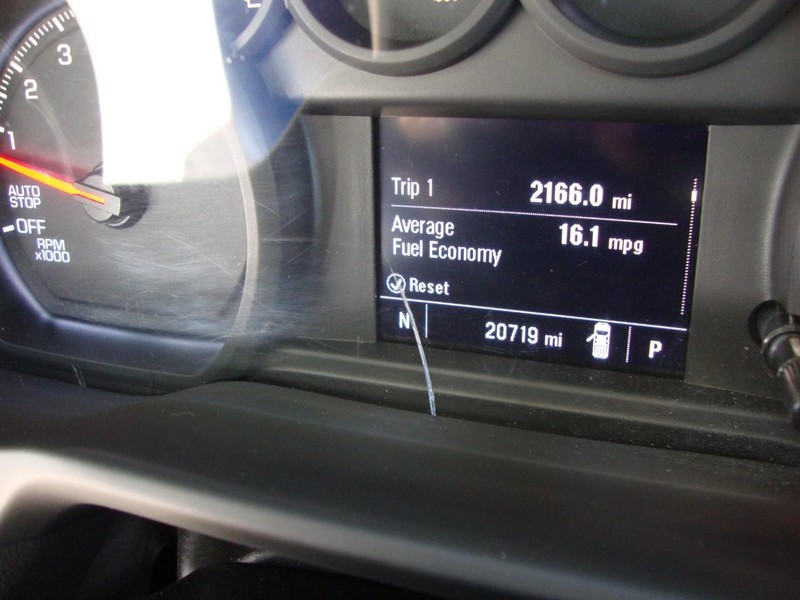 3
2
1
AUTO
STOP
OFF
RPM
x1000
Trip 1 2166.0 mi
Average
Fuel Economy 16.1 mpg
Reset
N 20719 mi P